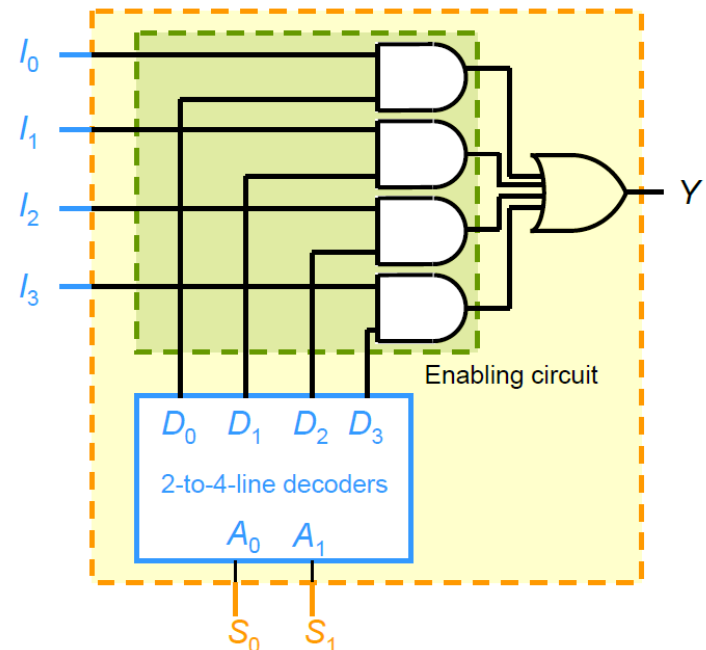 I0
I1
I2
I3
Y
Enabling circuit
D0 D1 D2 D3
2-to-4-line decoders
A0 A1
S0 S1